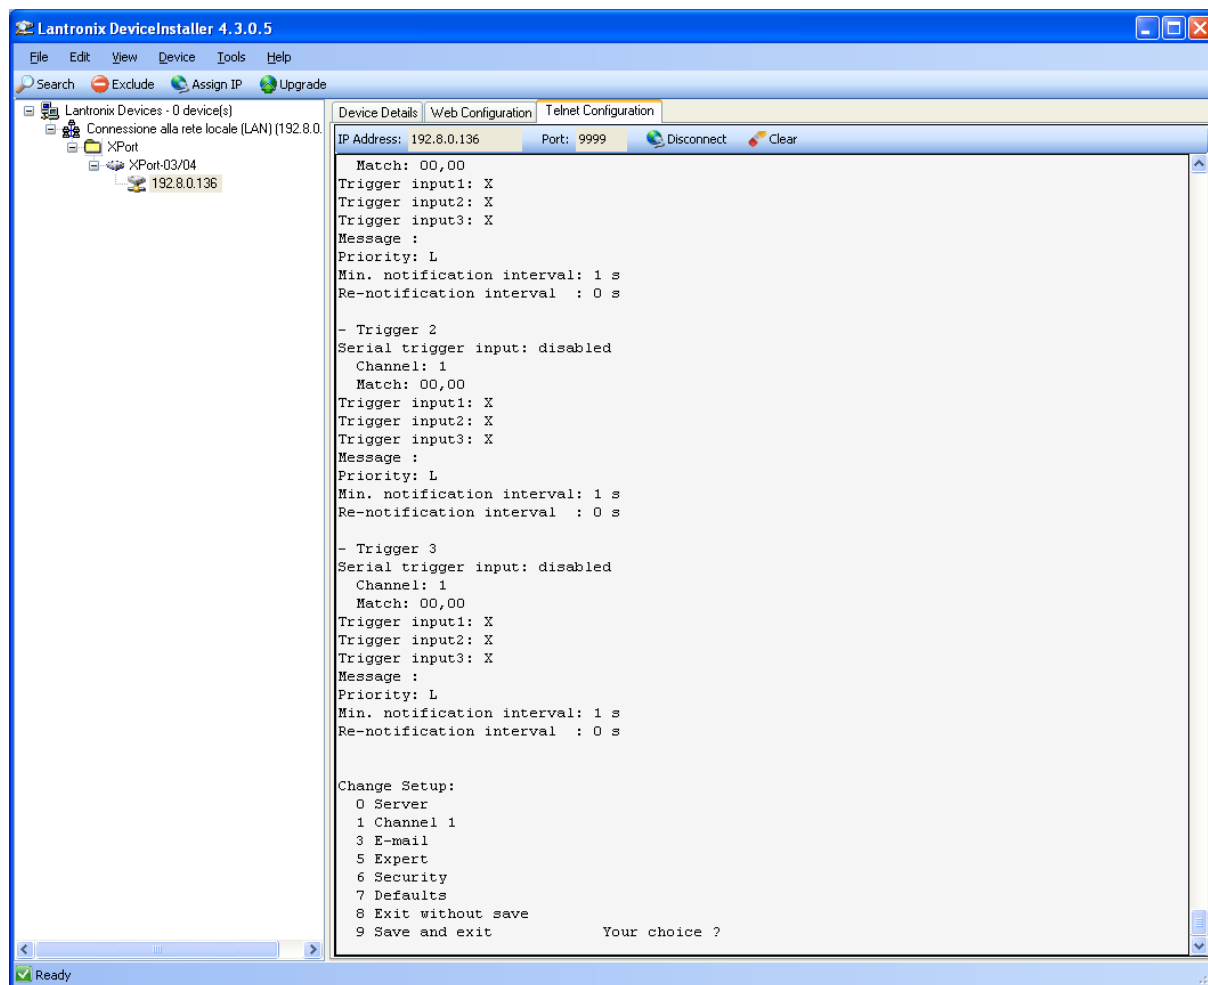 Lantronix DeviceInstaller 4.3.0.5
File Edit View Device Tools Help
Search Exclude Assign IP Upgrade
Lantronix Devices - 0 device(s)
Connessione alla rete locale (LAN) (192.8.0.
XPort
XPort-03/04
192.8.0.136
Device Details Web Configuration Telnet Configuration
IP Address: 192.8.0.136 Port: 9999 Disconnect Clear
Match: 00,00
Trigger input1: X
Trigger input2: X
Trigger input3: X
Message :
Priority: L
Min. notification interval: 1 s
Re-notification interval : 0 s
- Trigger 2
Serial trigger input: disabled
Channel: 1
Match: 00,00
Trigger input1: X
Trigger input2: X
Trigger input3: X
Message :
Priority: L
Min. notification interval: 1 s
Re-notification interval : 0 s
- Trigger 3
Serial trigger input: disabled
Channel: 1
Match: 00,00
Trigger input1: X
Trigger input2: X
Trigger input3: X
Message :
Priority: L
Min. notification interval: 1 s
Re-notification interval : 0 s
Change Setup:
0 Server
1 Channel 1
3 E-mail
5 Expert
6 Security
7 Defaults
8 Exit without save
9 Save and exit Your choice ?
Ready